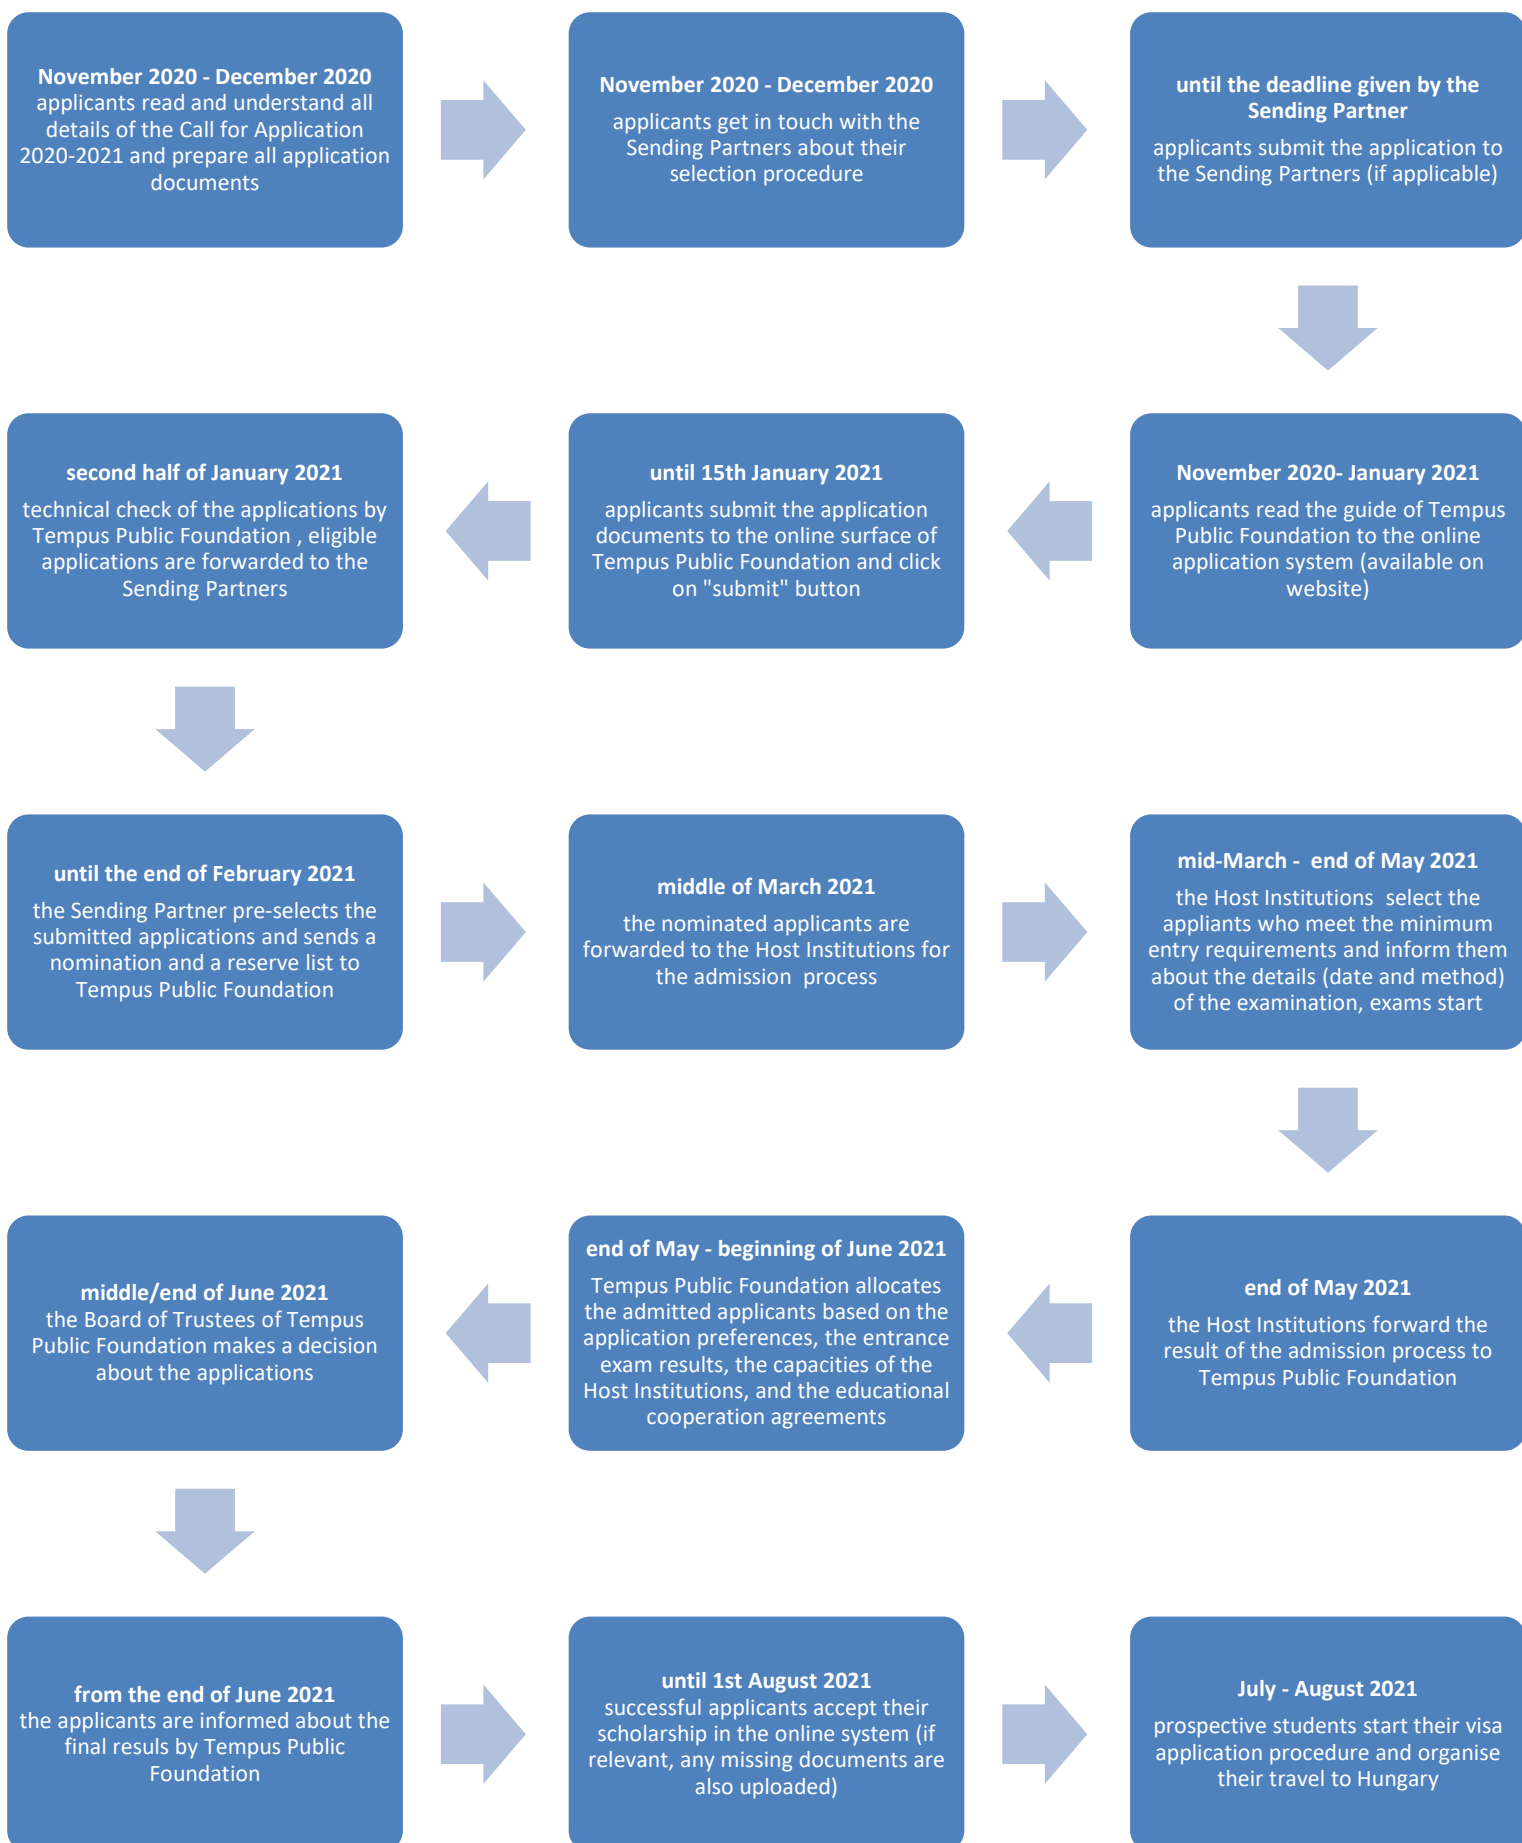 November 2020 - December 2020
applicants read and understand all
details of the Call for Application
2020-2021 and prepare all application
documents
November 2020 - December 2020
applicants get in touch with the
Sending Partners about their
selection procedure
until the deadline given by the
Sending Partner
applicants submit the application to
the Sending Partners (if applicable)
November 2020- January 2021
applicants read the guide of Tempus
Public Foundation to the online
application system (available on
website)
until 15th January 2021
applicants submit the application
documents to the online surface of
Tempus Public Foundation and click
on "submit" button
second half of January 2021
technical check of the applications by
Tempus Public Foundation , eligible
applications are forwarded to the
Sending Partners
until the end of February 2021
the Sending Partner pre-selects the
submitted applications and sends a
nomination and a reserve list to
Tempus Public Foundation
middle of March 2021
the nominated applicants are
forwarded to the Host Institutions for
the admission  process
mid-March -  end of May 2021
the Host Institutions  select the
appliants who meet the minimum
entry requirements and inform them
about the details (date and method)
of the examination, exams start
end of May 2021
the Host Institutions forward the
result of the admission process to
Tempus Public Foundation
end of May - beginning of June 2021
Tempus Public Foundation allocates
the admitted applicants based on the
application preferences, the entrance
exam results, the capacities of the
Host Institutions, and the educational
cooperation agreements
middle/end of June 2021
the Board of Trustees of Tempus
Public Foundation makes a decision
about the applications
from the end of June 2021
the applicants are informed about the
final resuls by Tempus Public
Foundation
until 1st August 2021
successful applicants accept their
scholarship in the online system (if
relevant, any missing documents are
also uploaded)
July - August 2021
prospective students start their visa
application procedure and organise
their travel to Hungary